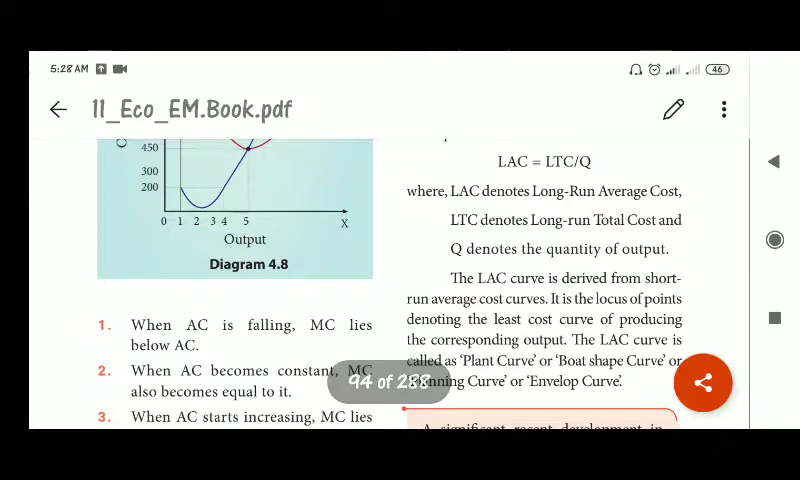 5:28 AM
46
11_Eco_EM.Book.pdf
C
450
300
200
0 1 2 3 4 5 X
Output
Diagram 4.8
1. When AC is falling, MC lies
below AC.
2. When AC becomes constant, MC
also becomes equal to it.
3. When AC starts increasing, MC lies
LAC = LTC/Q
where, LAC denotes Long-Run Average Cost,
LTC denotes Long-run Total Cost and
Q denotes the quantity of output.
The LAC curve is derived from short-
run average cost curves. It is the locus of points
denoting the least cost curve of producing
the corresponding output. The LAC curve is
called as ‘Plant Curve’ or ‘Boat shape Curve’ or
Curve’ or ‘Envelop Curve’.
94 of 288
A significant recent development in